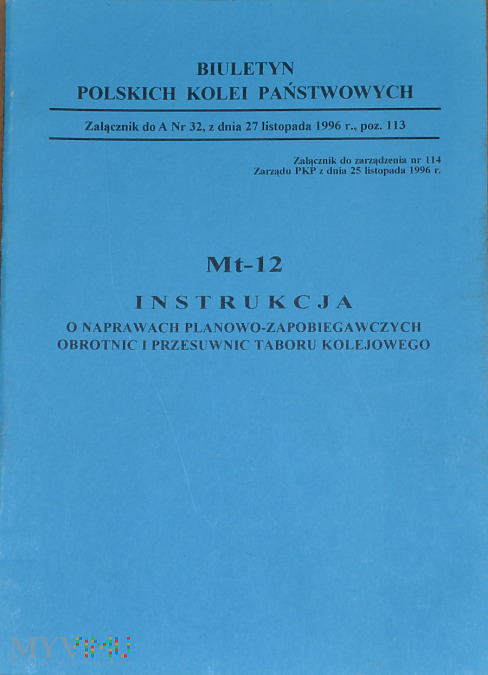 BIULETYN
POLSKICH KOLEI PAŃSTWOWYCH
Załącznik do A Nr 32, z dnia 27 listopada 1996 r., poz. 113
Załącznik do zarządzenia nr 114
Zarządu PKP z dnia 25 listopada 1996 r.
Mt-12
INSTRUKCJA
O NAPRAWACH PLANOWO-ZAPOBIEGAWCZYCH
OBROTNIC I PRZESUWNIC TABORU KOLEJOWEGO